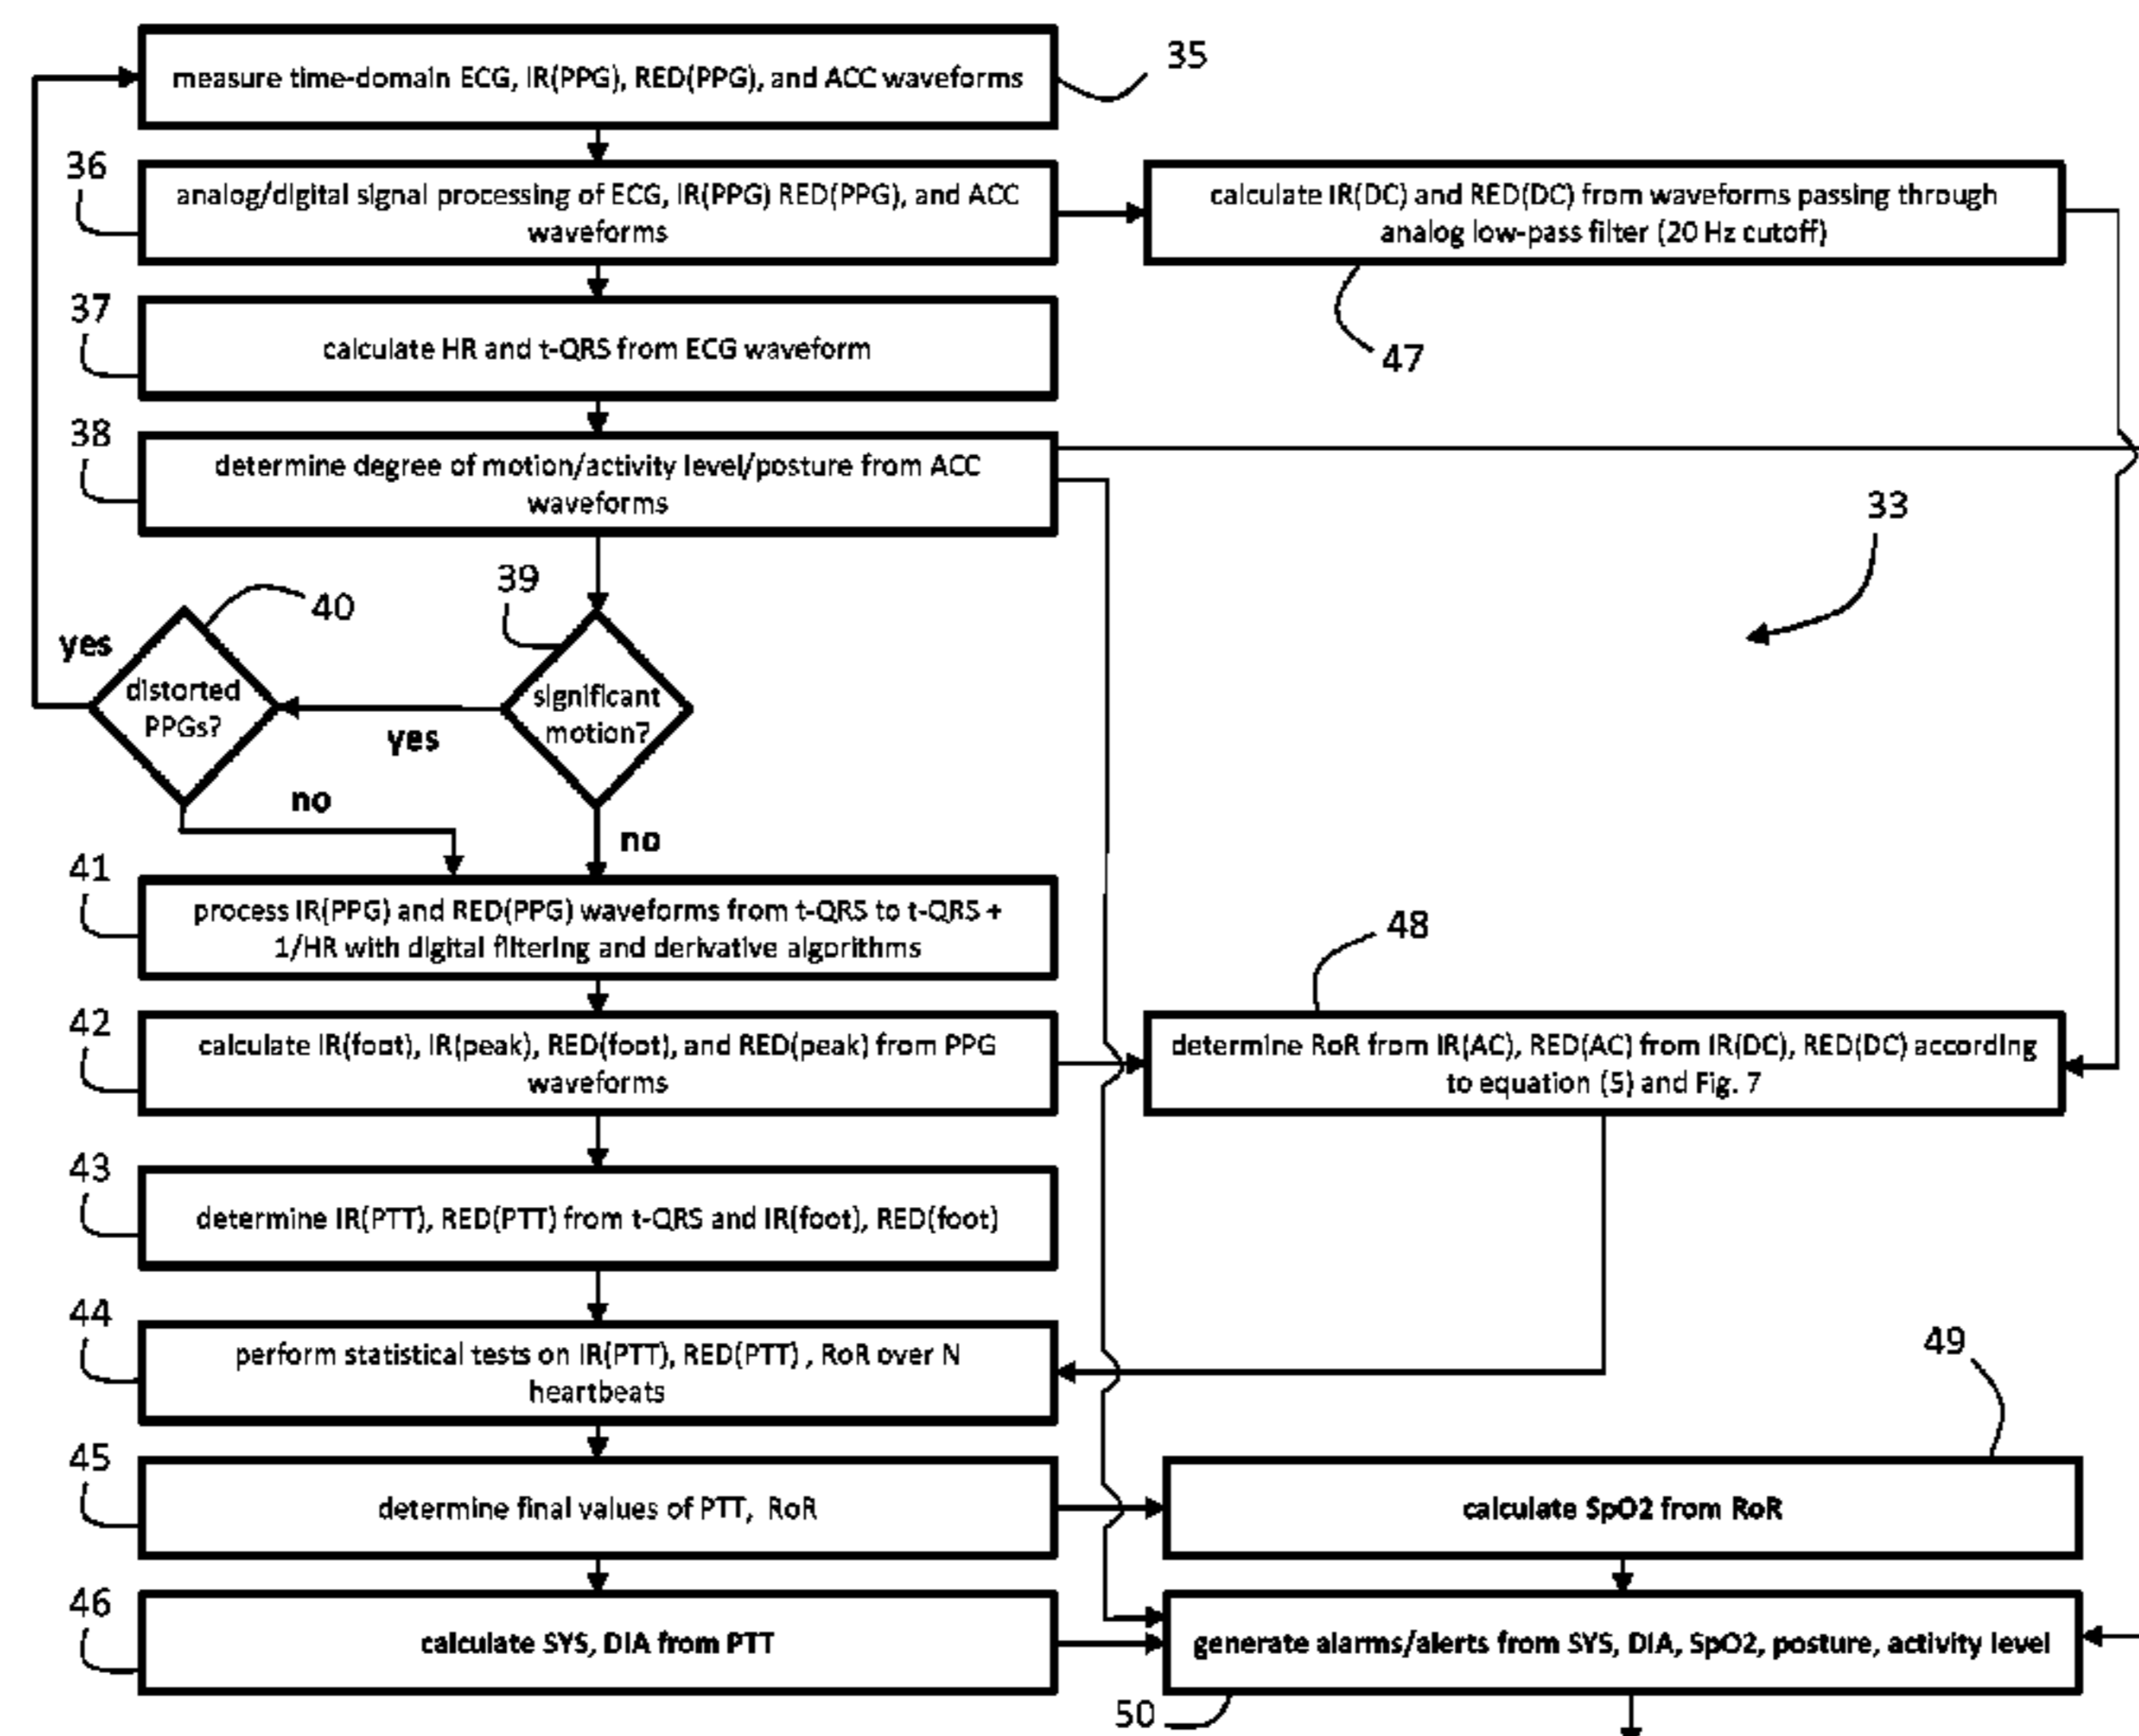 measure time-domain ECG, IR(PPG), RED(PPG), and ACC waveforms
35
36
analog/digital signal processing of ECG, IR(PPG) RED(PPG), and ACC
waveforms
calculate IR(DC) and RED(DC) from waveforms passing through
analog low-pass filter (20 Hz cutoff)
47
37
calculate HR and t-QRS from ECG waveform
38
determine degree of motion/activity level/posture from ACC
waveforms
33
39
40
yes
distorted
PPGs?
yes
significant
motion?
no
no
41
process IR(PPG) and RED(PPG) waveforms from t-QRS to t-QRS +
1/HR with digital filtering and derivative algorithms
48
42
calculate IR(foot), IR(peak), RED(foot), and RED(peak) from PPG
waveforms
determine RoR from IR(AC), RED(AC) from IR(DC), RED(DC) according
to equation (5) and Fig. 7
43
determine IR(PTT), RED(PTT) from t-QRS and IR(foot), RED(foot)
44
perform statistical tests on IR(PTT), RED(PTT) , RoR over N
heartbeats
49
45
determine final values of PTT, RoR
calculate SpO2 from RoR
46
calculate SYS, DIA from PTT
generate alarms/alerts from SYS, DIA, SpO2, posture, activity level
50